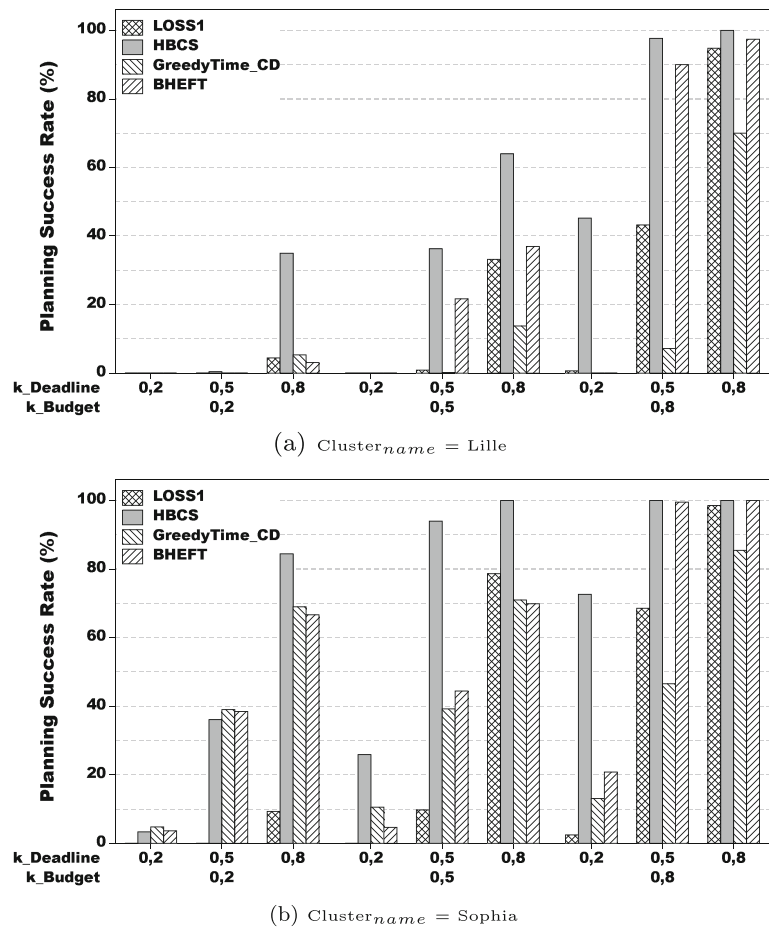 LOSS1
HBCS
GreedyTime_CD
BHEFT
Planning Success Rate (%)
100
80
60
40
20
0
k_Deadline 0,2 0,5 0,8 0,2 0,5 0,8 0,2 0,5 0,8
k_Budget 0,2 0,5 0,8
(a) Cluster_name = Lille
LOSS1
HBCS
GreedyTime_CD
BHEFT
Planning Success Rate (%)
100
80
60
40
20
0
k_Deadline 0,2 0,5 0,8 0,2 0,5 0,8 0,2 0,5 0,8
k_Budget 0,2 0,5 0,8
(b) Cluster_name = Sophia